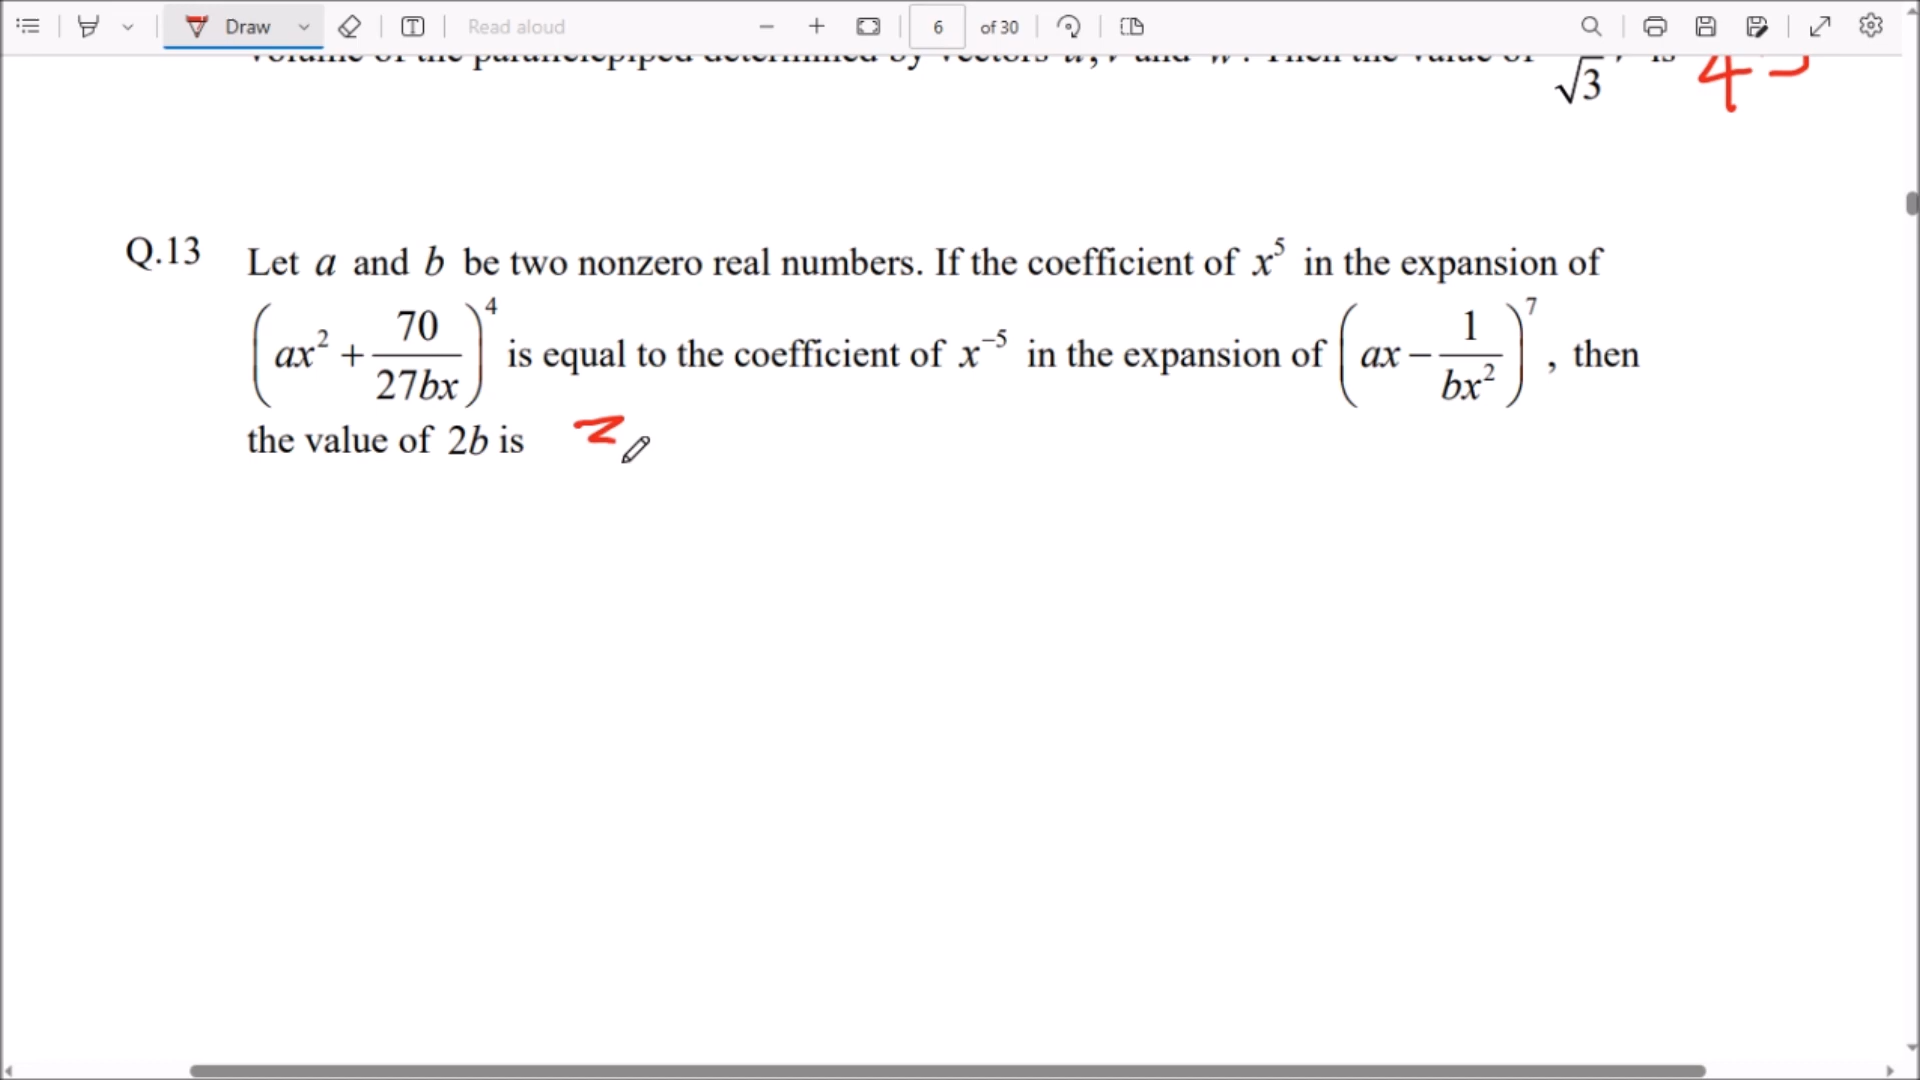 Draw Read aloud 6 of 30
√3 is 45
Q.13 Let a and b be two nonzero real numbers. If the coefficient of x⁵ in the expansion of
(ax² + 70/27bx)⁴ is equal to the coefficient of x⁻⁵ in the expansion of (ax − 1/bx²)⁷, then
the value of 2b is